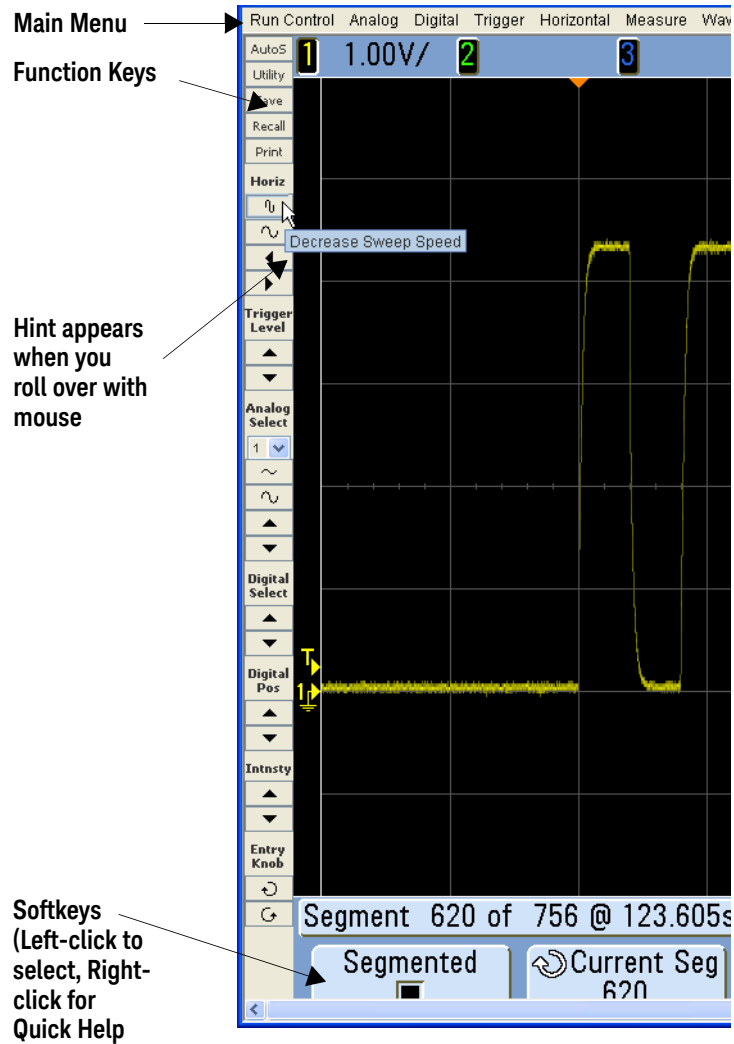 Main Menu
Run Control Analog Digital Trigger Horizontal Measure Wav
Function Keys
AutoS
Utility
Save
Recall
Print
1 1.00V/ 2 3
Horiz
Decrease Sweep Speed
Hint appears
when you
roll over with
mouse
Trigger
Level
Analog
Select
1
Digital
Select
Digital
Pos
T
1
Intnsty
Entry
Knob
Softkeys
(Left-click to
select, Right-
click for
Quick Help
Segment 620 of 756 @ 123.605s
Segmented
Current Seg
620